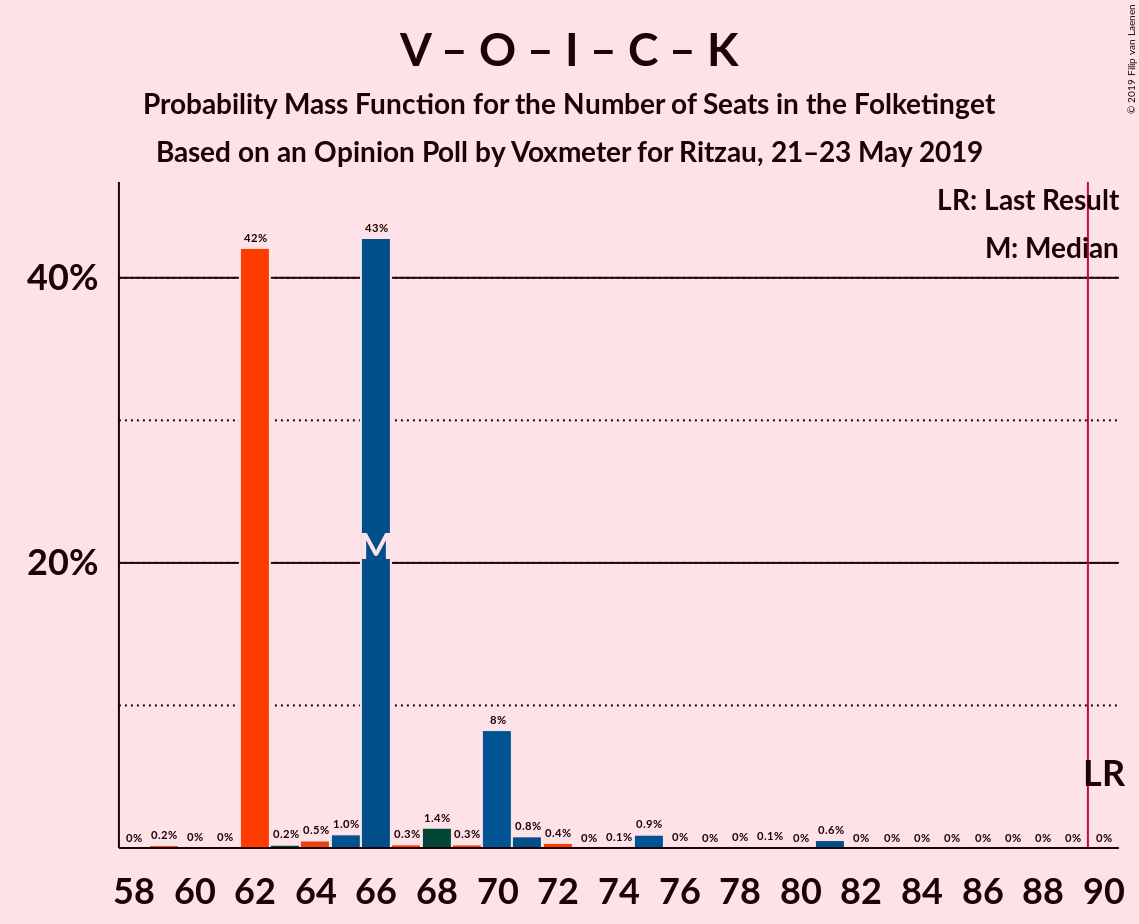 V – O – I – C – K
Probability Mass Function for the Number of Seats in the Folketinget
Based on an Opinion Poll by Voxmeter for Ritzau, 21–23 May 2019
© 2019 Filip van Laenen
LR: Last Result
M: Median
40%
20%
0% 0.2% 0% 0% 42% 0.2% 0.5% 1.0% 43% 0.3% 1.4% 0.3% 8% 0.8% 0.4% 0% 0.1% 0.9% 0% 0% 0% 0.1% 0% 0.6% 0% 0% 0% 0% 0% 0% 0% 0% 0%
M
LR
58 60 62 64 66 68 70 72 74 76 78 80 82 84 86 88 90